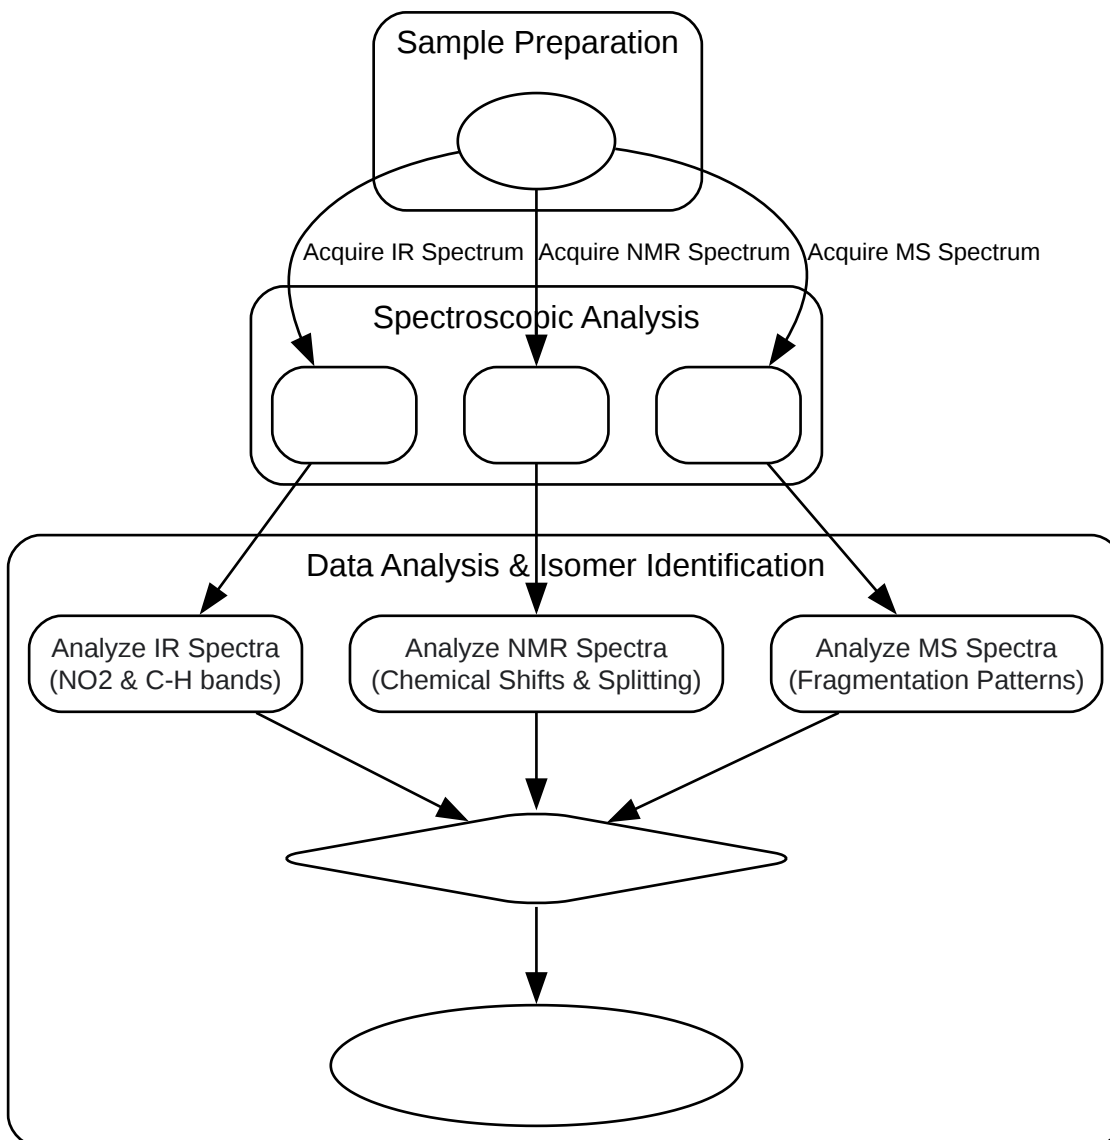 Sample Preparation
Acquire IR Spectrum
Acquire NMR Spectrum
Acquire MS Spectrum
Spectroscopic Analysis
Data Analysis & Isomer Identification
Analyze IR Spectra
(NO2 & C-H bands)
Analyze NMR Spectra
(Chemical Shifts & Splitting)
Analyze MS Spectra
(Fragmentation Patterns)